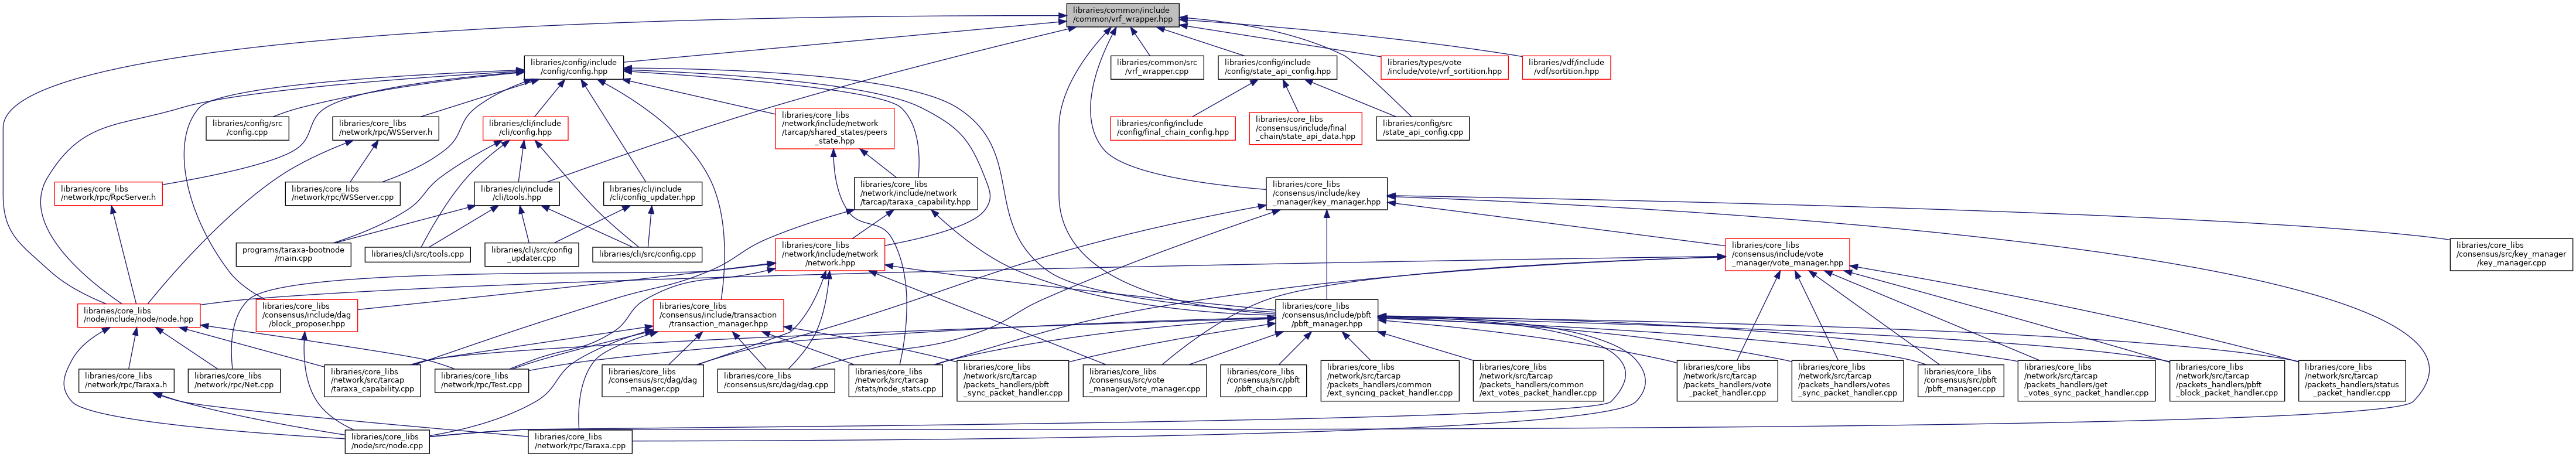 libraries/common/include
/common/vrf_wrapper.hpp
libraries/config/include
/config/config.hpp
libraries/common/src
/vrf_wrapper.cpp
libraries/config/include
/config/state_api_config.hpp
libraries/types/vote
/include/vote/vrf_sortition.hpp
libraries/vdf/include
/vdf/sortition.hpp
libraries/config/src
/config.cpp
libraries/core_libs
/network/rpc/WSServer.h
libraries/cli/include
/cli/config.hpp
libraries/core_libs
/network/include/network
/tarcap/shared_states/peers
_state.hpp
libraries/config/include
/config/final_chain_config.hpp
libraries/core_libs
/consensus/include/final
_chain/state_api_data.hpp
libraries/config/src
/state_api_config.cpp
libraries/core_libs
/network/rpc/RpcServer.h
libraries/core_libs
/network/rpc/WSServer.cpp
libraries/cli/include
/cli/tools.hpp
libraries/cli/include
/cli/config_updater.hpp
libraries/core_libs
/network/include/network
/tarcap/taraxa_capability.hpp
libraries/core_libs
/consensus/include/key
_manager/key_manager.hpp
programs/taraxa-bootnode
/main.cpp
libraries/cli/src/tools.cpp
libraries/cli/src/config
_updater.cpp
libraries/cli/src/config.cpp
libraries/core_libs
/network/include/network
/network.hpp
libraries/core_libs
/consensus/include/vote
_manager/vote_manager.hpp
libraries/core_libs
/consensus/src/key_manager
/key_manager.cpp
libraries/core_libs
/node/include/node/node.hpp
libraries/core_libs
/consensus/include/dag
/block_proposer.hpp
libraries/core_libs
/consensus/include/transaction
/transaction_manager.hpp
libraries/core_libs
/consensus/include/pbft
/pbft_manager.hpp
libraries/core_libs
/network/rpc/Taraxa.h
libraries/core_libs
/network/rpc/Net.cpp
libraries/core_libs
/network/src/tarcap
/taraxa_capability.cpp
libraries/core_libs
/network/rpc/Test.cpp
libraries/core_libs
/consensus/src/dag/dag
_manager.cpp
libraries/core_libs
/consensus/src/dag/dag.cpp
libraries/core_libs
/network/src/tarcap
/stats/node_stats.cpp
libraries/core_libs
/network/src/tarcap
/packets_handlers/pbft
_sync_packet_handler.cpp
libraries/core_libs
/consensus/src/vote
_manager/vote_manager.cpp
libraries/core_libs
/consensus/src/pbft
/pbft_chain.cpp
libraries/core_libs
/network/src/tarcap
/packets_handlers/common
/ext_syncing_packet_handler.cpp
libraries/core_libs
/network/src/tarcap
/packets_handlers/common
/ext_votes_packet_handler.cpp
libraries/core_libs
/network/src/tarcap
/packets_handlers/vote
_packet_handler.cpp
libraries/core_libs
/network/src/tarcap
/packets_handlers/votes
_sync_packet_handler.cpp
libraries/core_libs
/consensus/src/pbft
/pbft_manager.cpp
libraries/core_libs
/network/src/tarcap
/packets_handlers/get
_votes_sync_packet_handler.cpp
libraries/core_libs
/network/src/tarcap
/packets_handlers/pbft
_block_packet_handler.cpp
libraries/core_libs
/network/src/tarcap
/packets_handlers/status
_packet_handler.cpp
libraries/core_libs
/node/src/node.cpp
libraries/core_libs
/network/rpc/Taraxa.cpp